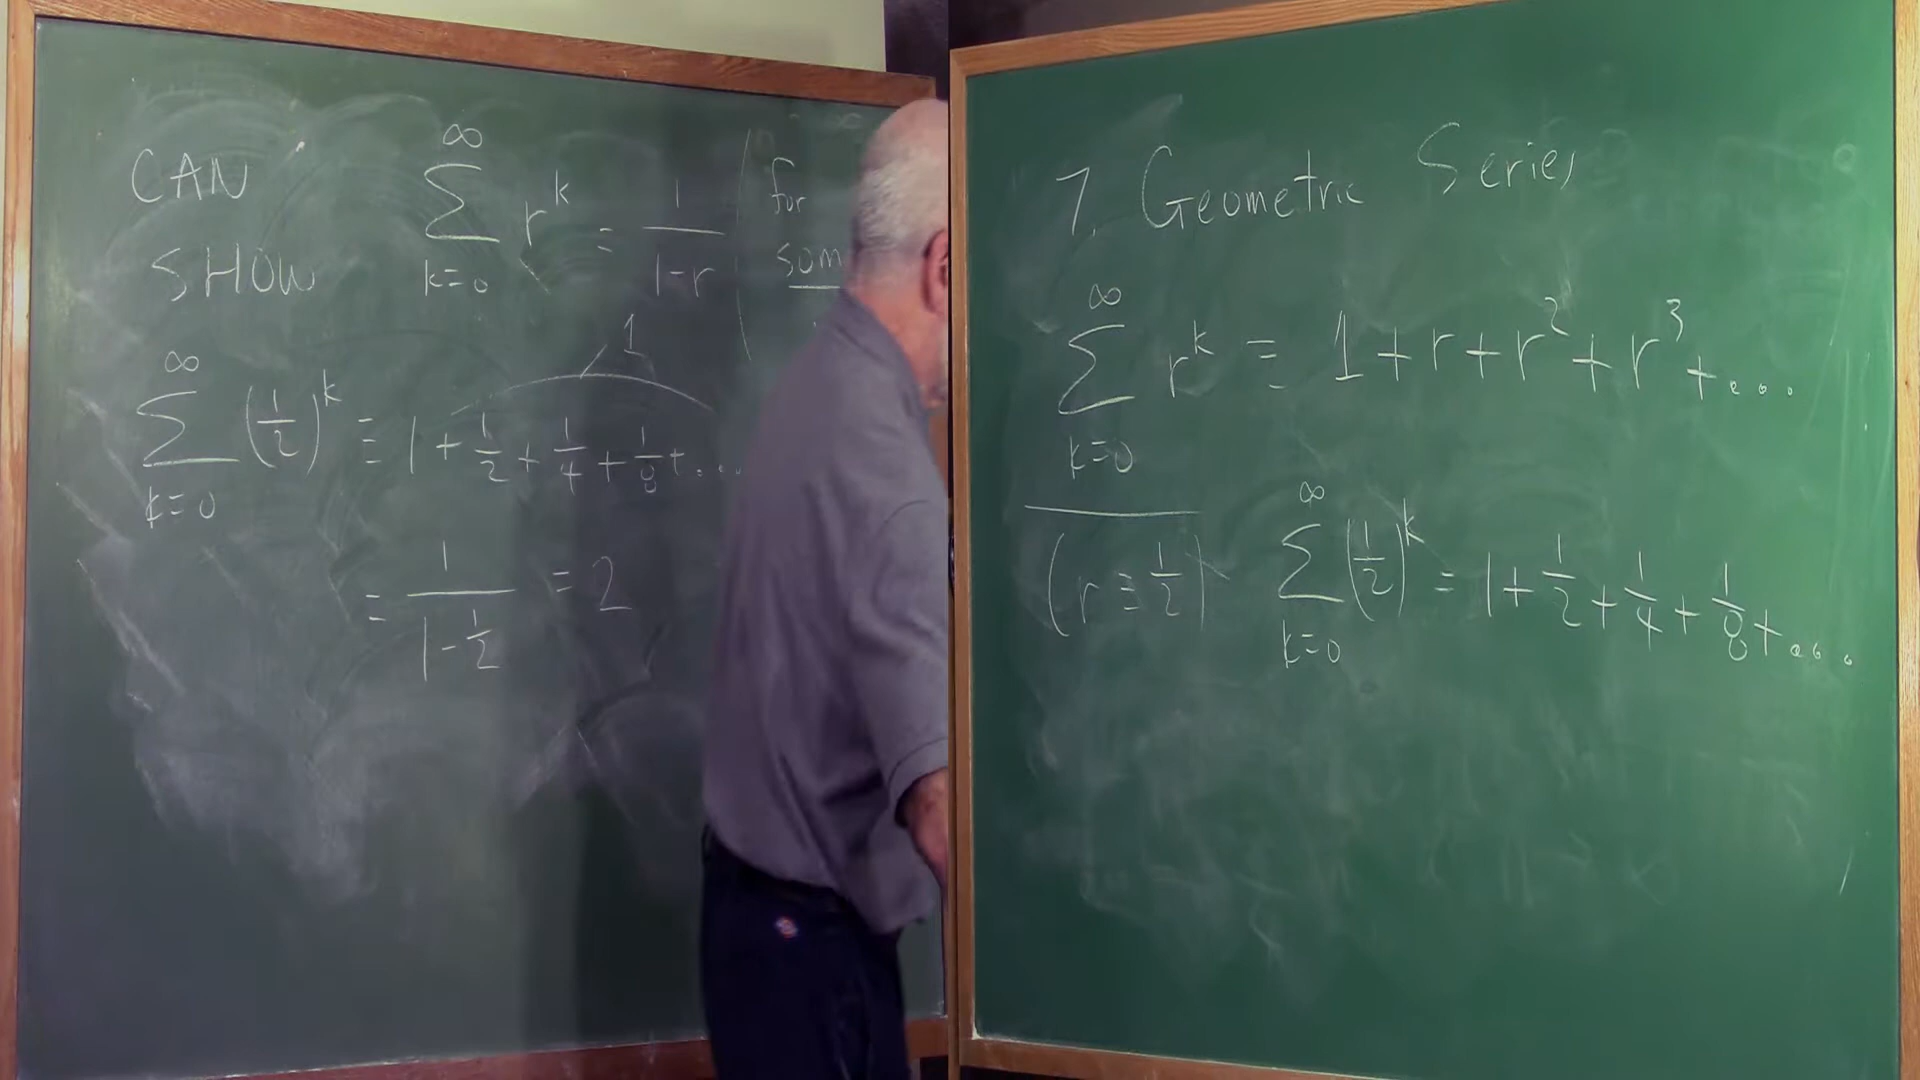 CAN SHOW ∞ Σ k=0 r^k = 1/(1-r) ( for
∞ Σ k=0 (1/2)^k ≡ 1 + 1/2 + 1/4 + 1/8 + ...
1
= 1/(1-1/2) = 2
7. Geometric Series
∞ Σ k=0 r^k ≡ 1 + r + r^2 + r^3 + ...
(r ≡ 1/2) ∞ Σ k=0 (1/2)^k = 1 + 1/2 + 1/4 + 1/8 + ...